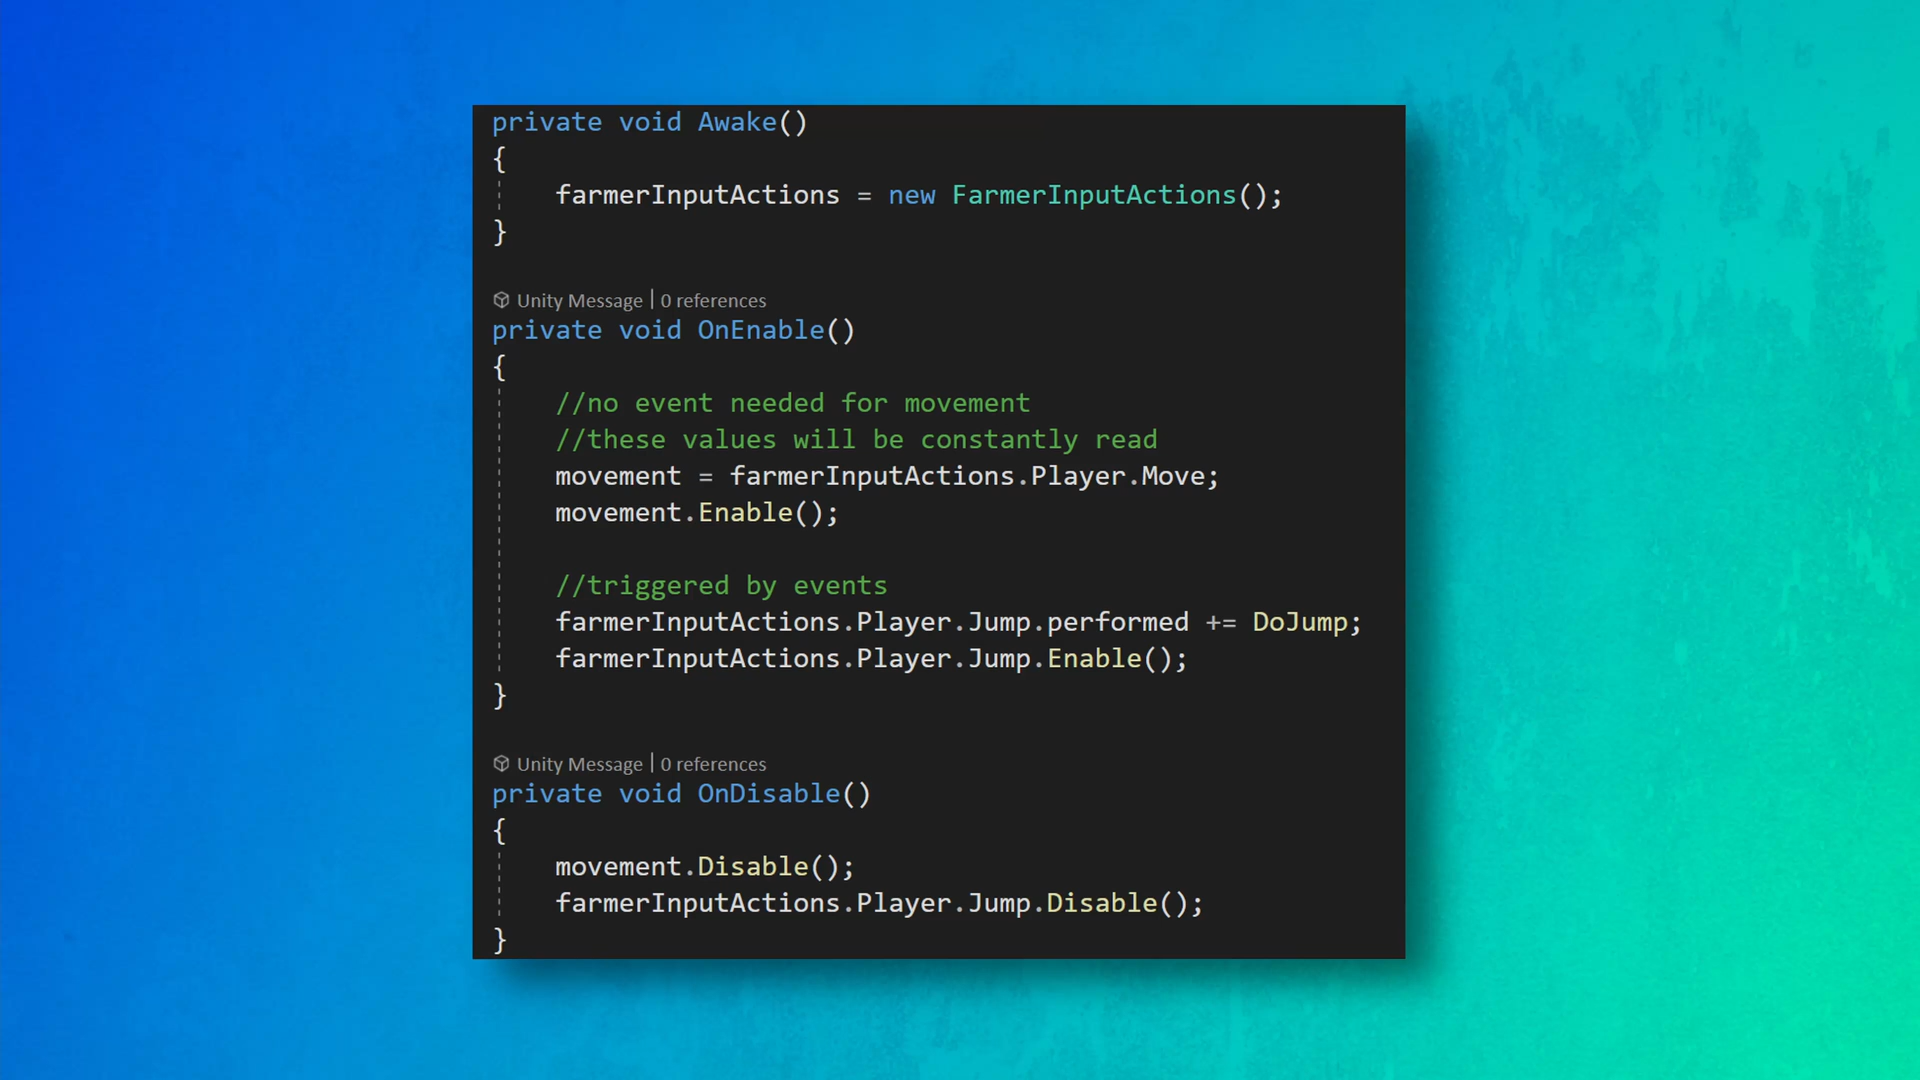 private void Awake()
{
    farmerInputActions = new FarmerInputActions();
}
Unity Message | 0 references
private void OnEnable()
{
    //no event needed for movement
    //these values will be constantly read
    movement = farmerInputActions.Player.Move;
    movement.Enable();
    //triggered by events
    farmerInputActions.Player.Jump.performed += DoJump;
    farmerInputActions.Player.Jump.Enable();
}
Unity Message | 0 references
private void OnDisable()
{
    movement.Disable();
    farmerInputActions.Player.Jump.Disable();
}